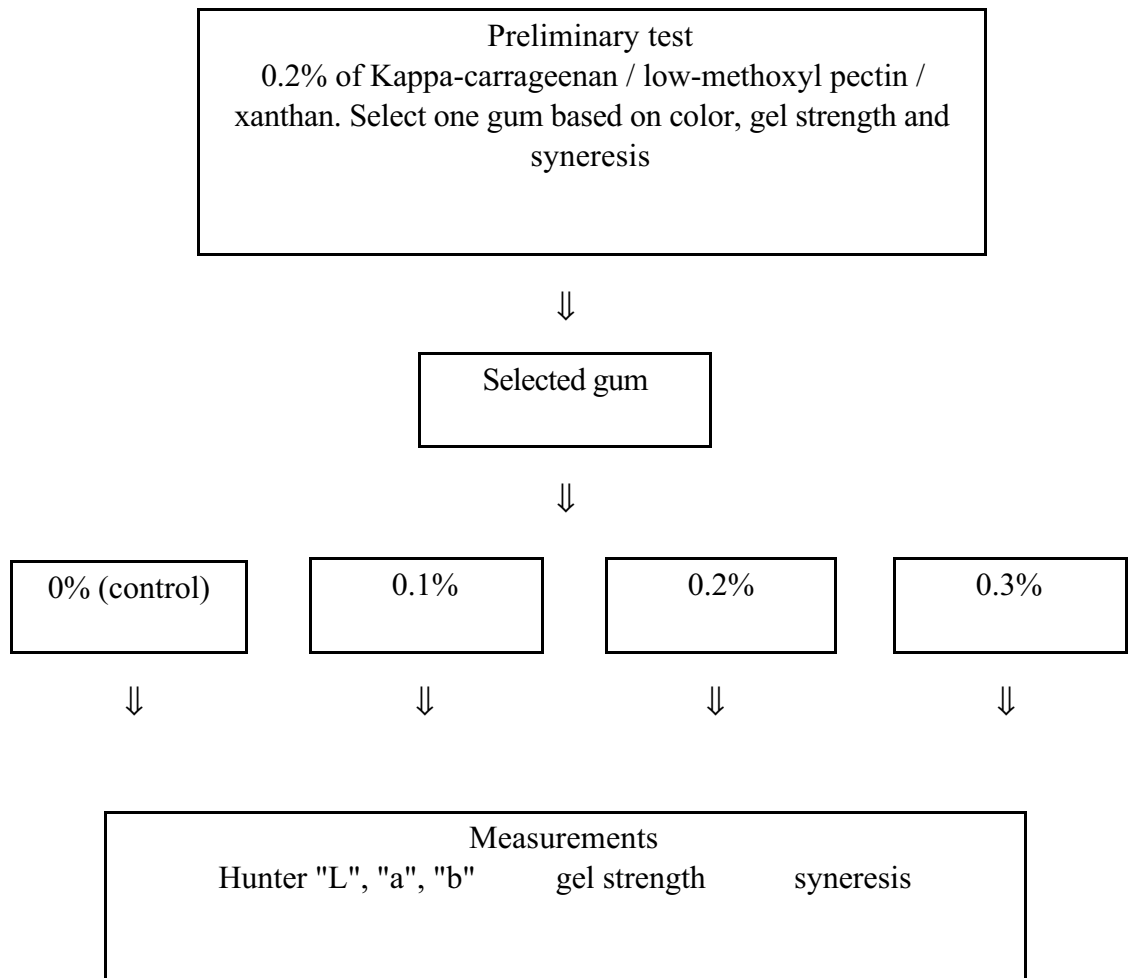 Preliminary test
0.2% of Kappa-carrageenan / low-methoxyl pectin /
xanthan. Select one gum based on color, gel strength and
syneresis
⇓
Selected gum
⇓
0% (control) 0.1% 0.2% 0.3%
⇓ ⇓ ⇓ ⇓
Measurements
Hunter "L", "a", "b" gel strength syneresis